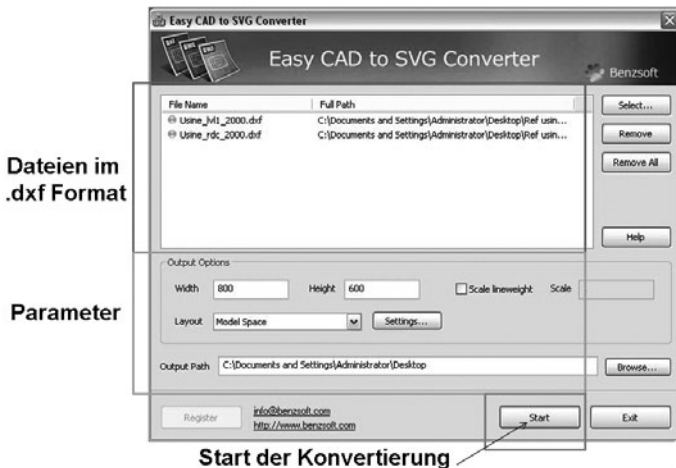 Easy CAD to SVG Converter
Easy CAD to SVG Converter
Benzsoft
File Name Full Path
Usine_lvl1_2000.dxf C:\Documents and Settings\Administrator\Desktop\Ref usin...
Usine_rdc_2000.dxf C:\Documents and Settings\Administrator\Desktop\Ref usin...
Select...
Remove
Remove All
Help
Dateien im
.dxf Format
Output Options
Width 800 Height 600 Scale lineweight Scale
Parameter
Layout Model Space Settings...
Output Path C:\Documents and Settings\Administrator\Desktop Browse...
Register info@benzsoft.com
http://www.benzsoft.com
Start Exit
Start der Konvertierung